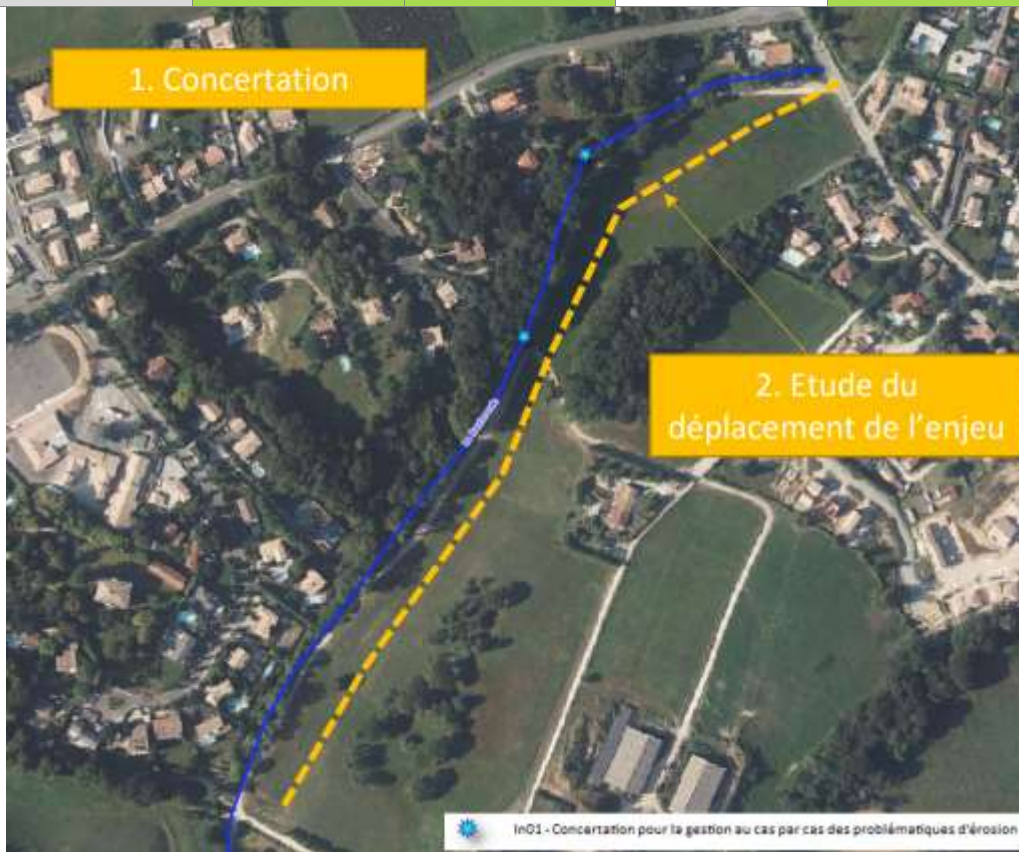 1. Concertation
2. Etude du
déplacement de l'enjeu
In01 - Concertation pour la gestion au cas par cas des problématiques d'érosion